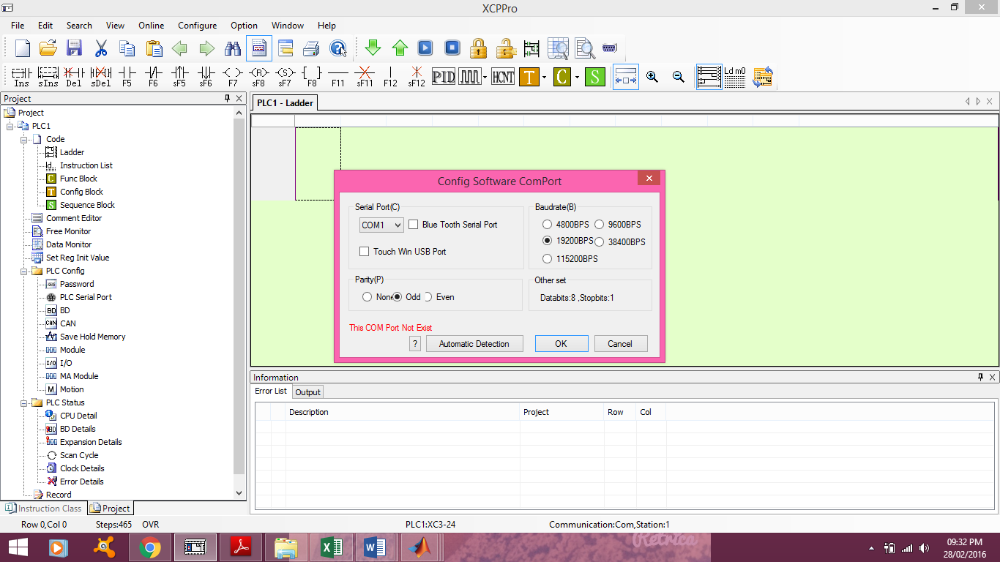 XCPPro
File Edit Search View Online Configure Option Window Help
Ins sIns Del sDel F5 F6 sF5 sF6 F7 sF8 sF7 F8 F11 sF11 F12 sF12 PID HCNT T C S Ld m0
Project
PLC1 - Ladder
Project
PLC1
Code
Ladder
Instruction List
Func Block
Config Block
Sequence Block
Comment Editor
Free Monitor
Data Monitor
Set Reg Init Value
PLC Config
Password
PLC Serial Port
BD
CAN
Save Hold Memory
Module
I/O
MA Module
Motion
PLC Status
CPU Detail
BD Details
Expansion Details
Scan Cycle
Clock Details
Error Details
Record
Instruction Class Project
Config Software ComPort
Serial Port(C)
COM1 Blue Tooth Serial Port
Touch Win USB Port
Baudrate(B)
4800BPS 9600BPS
19200BPS 38400BPS
115200BPS
Parity(P)
None Odd Even
Other set
Databits:8 ,Stopbits:1
This COM Port Not Exist
? Automatic Detection OK Cancel
Information
Error List Output
Description Project Row Col
Row 0,Col 0 Steps:465 OVR PLC1:XC3-24 Communication:Com,Station:1
Retrica
09:32 PM
28/02/2016